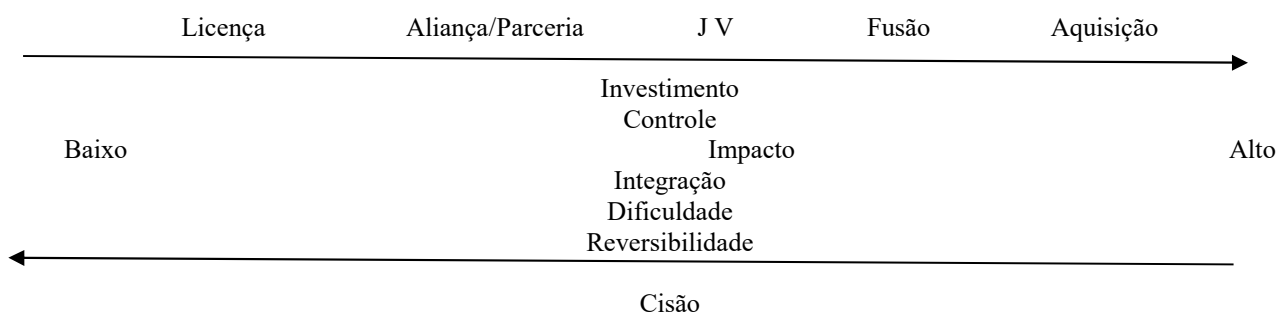 Licença Aliança/Parceria J V Fusão Aquisição
Investimento
Controle
Baixo Impacto Alto
Integração
Dificuldade
Reversibilidade
Cisão